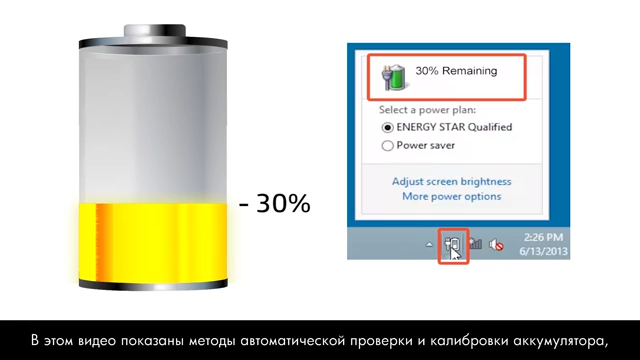 - 30%
30% Remaining
Select a power plan:
ENERGY STAR Qualified
Power saver
Adjust screen brightness
More power options
2:26 PM
6/13/2013
В этом видео показаны методы автоматической проверки и калибровки аккумулятора,